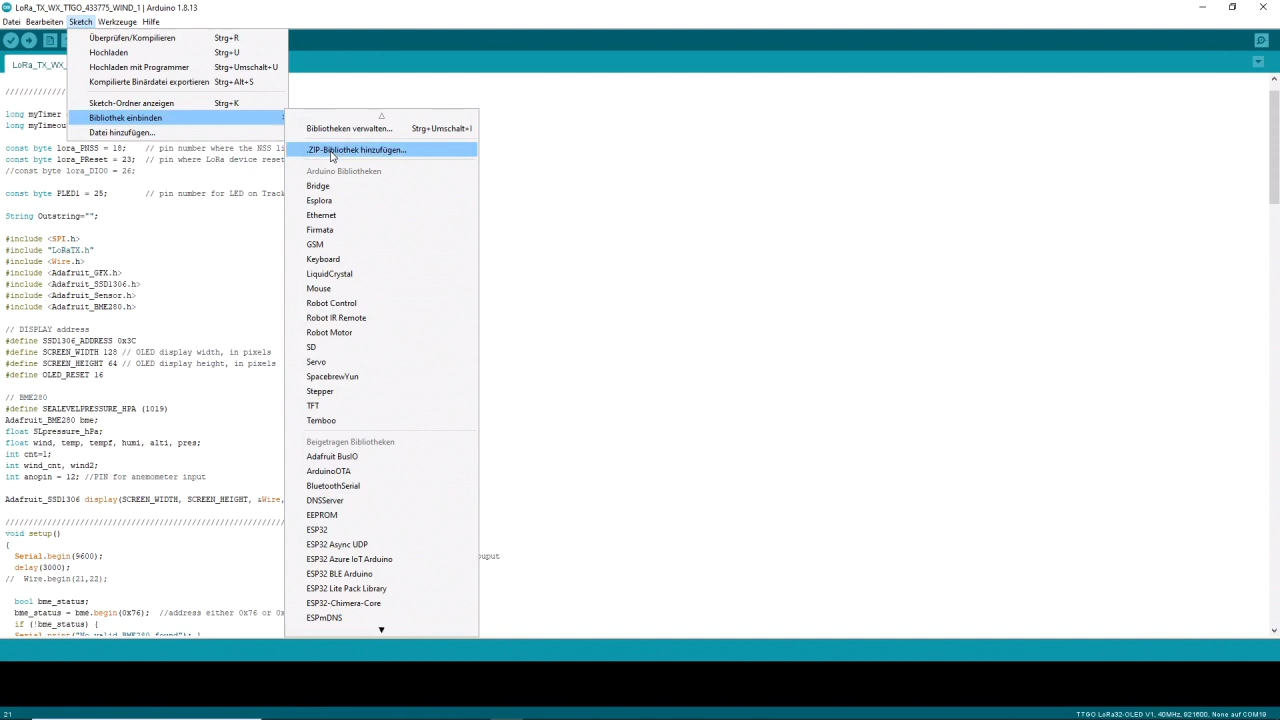 LoRa_TX_WX_TTGO_433775_WIND_1 | Arduino 1.8.13
Datei Bearbeiten Sketch Werkzeuge Hilfe
Überprüfen/Kompilieren Strg+R
Hochladen Strg+U
Hochladen mit Programmer Strg+Umschalt+U
Kompilierte Binärdatei exportieren Strg+Alt+S
Sketch-Ordner anzeigen Strg+K
Bibliothek einbinden
Datei hinzufügen...
Bibliotheken verwalten... Strg+Umschalt+I
.ZIP-Bibliothek hinzufügen...
Arduino Bibliotheken
Bridge
Esplora
Ethernet
Firmata
GSM
Keyboard
LiquidCrystal
Mouse
Robot Control
Robot IR Remote
Robot Motor
SD
Servo
SpacebrewYun
Stepper
TFT
Temboo
Beigetragen Bibliotheken
Adafruit BusIO
ArduinoOTA
BluetoothSerial
DNSServer
EEPROM
ESP32
ESP32 Async UDP
ESP32 Azure IoT Arduino
ESP32 BLE Arduino
ESP32 Lite Pack Library
ESP32-Chimera-Core
ESPmDNS
LoRa_TX_WX_
////////////
long myTimer
long myTimeou
const byte lora_PNSS = 18; // pin number where the NSS li
const byte lora_PReset = 23; // pin where LoRa device reset
//const byte lora_DIO0 = 26;
const byte PLED1 = 25; // pin number for LED on Track
String Outstring="";
#include <SPI.h>
#include "LoRaTX.h"
#include <Wire.h>
#include <Adafruit_GFX.h>
#include <Adafruit_SSD1306.h>
#include <Adafruit_Sensor.h>
#include <Adafruit_BME280.h>
// DISPLAY address
#define SSD1306_ADDRESS 0x3C
#define SCREEN_WIDTH 128 // OLED display width, in pixels
#define SCREEN_HEIGHT 64 // OLED display height, in pixels
#define OLED_RESET 16
// BME280
#define SEALEVELPRESSURE_HPA (1019)
Adafruit_BME280 bme;
float SLpressure_hPa;
float wind, temp, tempf, humi, alti, pres;
int cnt=1;
int wind_cnt, wind2;
int anopin = 12; //PIN for anemometer input
Adafruit_SSD1306 display(SCREEN_WIDTH, SCREEN_HEIGHT, &Wire,
////////////////////////////////////////////////
void setup()
{
Serial.begin(9600); ouput
delay(3000);
// Wire.begin(21,22);
bool bme_status;
bme_status = bme.begin(0x76); //address either 0x76 or 0x
if (!bme_status) {
Serial.print("No valid BME280 found"); }
21 TTGO LoRa32-OLED V1, 40MHz, 921600, None auf COM19